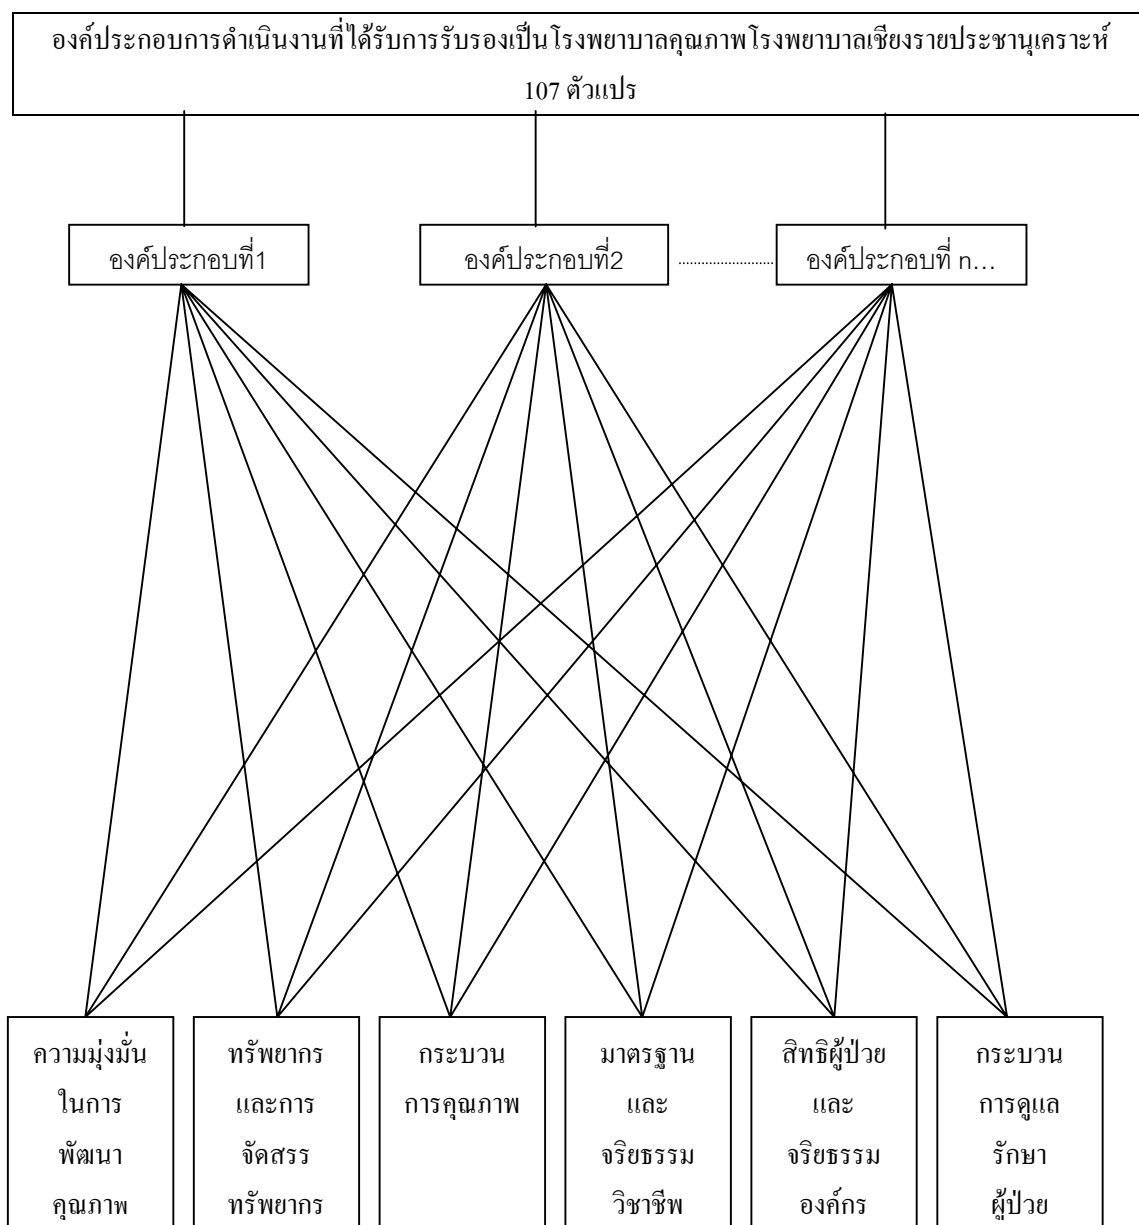 องค์ประกอบการดำเนินงานที่ได้รับการรับรองเป็นโรงพยาบาลคุณภาพโรงพยาบาลเชียงรายประชานุเคราะห์
107 ตัวแปร
องค์ประกอบที่1
องค์ประกอบที่2
องค์ประกอบที่ n...
ความมุ่งมั่น
ในการ
พัฒนา
คุณภาพ
ทรัพยากร
และการ
จัดสรร
ทรัพยากร
กระบวน
การคุณภาพ
มาตรฐาน
และ
จริยธรรม
วิชาชีพ
สิทธิผู้ป่วย
และ
จริยธรรม
องค์กร
กระบวน
การดูแล
รักษา
ผู้ป่วย